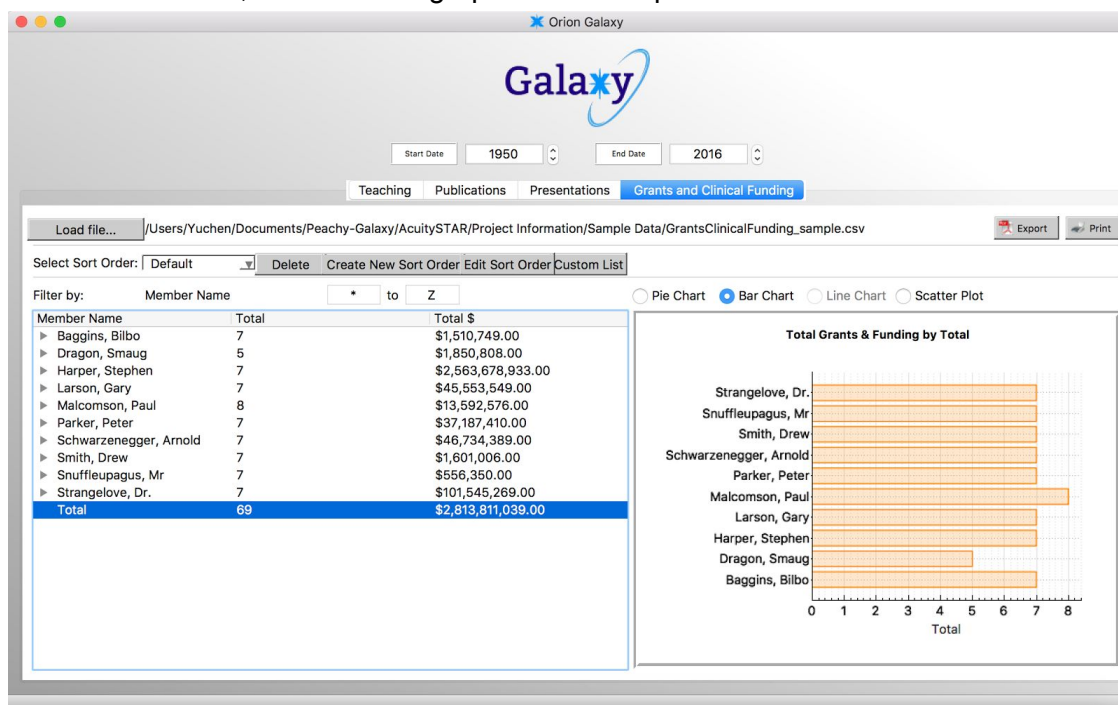 Orion Galaxy
Galaxy
Start Date 1950 End Date 2016
Teaching Publications Presentations Grants and Clinical Funding
Load file... /Users/Yuchen/Documents/Peachy-Galaxy/AcuitySTAR/Project Information/Sample Data/GrantsClinicalFunding_sample.csv Export Print
Select Sort Order: Default Delete Create New Sort Order Edit Sort Order Custom List
Filter by: Member Name * to Z Pie Chart Bar Chart Line Chart Scatter Plot
Member Name Total Total $
Baggins, Bilbo 7 $1,510,749.00
Dragon, Smaug 5 $1,850,808.00
Harper, Stephen 7 $2,563,678,933.00
Larson, Gary 7 $45,553,549.00
Malcomson, Paul 8 $13,592,576.00
Parker, Peter 7 $37,187,410.00
Schwarzenegger, Arnold 7 $46,734,389.00
Smith, Drew 7 $1,601,006.00
Snuffleupagus, Mr 7 $556,350.00
Strangelove, Dr. 7 $101,545,269.00
Total 69 $2,813,811,039.00
Total Grants & Funding by Total
Strangelove, Dr.
Snuffleupagus, Mr
Smith, Drew
Schwarzenegger, Arnold
Parker, Peter
Malcomson, Paul
Larson, Gary
Harper, Stephen
Dragon, Smaug
Baggins, Bilbo
0 1 2 3 4 5 6 7 8
Total